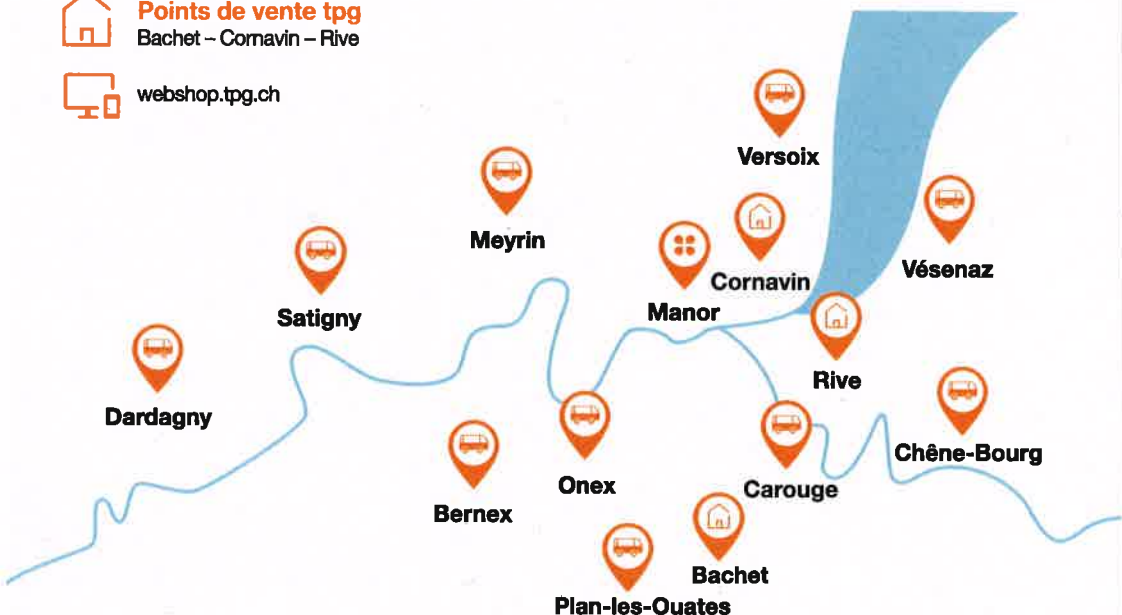 Points de vente tpg
Bachet – Cornavin – Rive
webshop.tpg.ch
Versoix
Meyrin
Vésenaz
Cornavin
Manor
Satigny
Rive
Dardagny
Chêne-Bourg
Onex
Carouge
Bernex
Bachet
Plan-les-Ouates